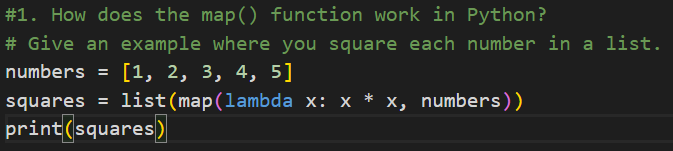 #1. How does the map() function work in Python?
# Give an example where you square each number in a list.
numbers = [1, 2, 3, 4, 5]
squares = list(map(lambda x: x * x, numbers))
print(squares)